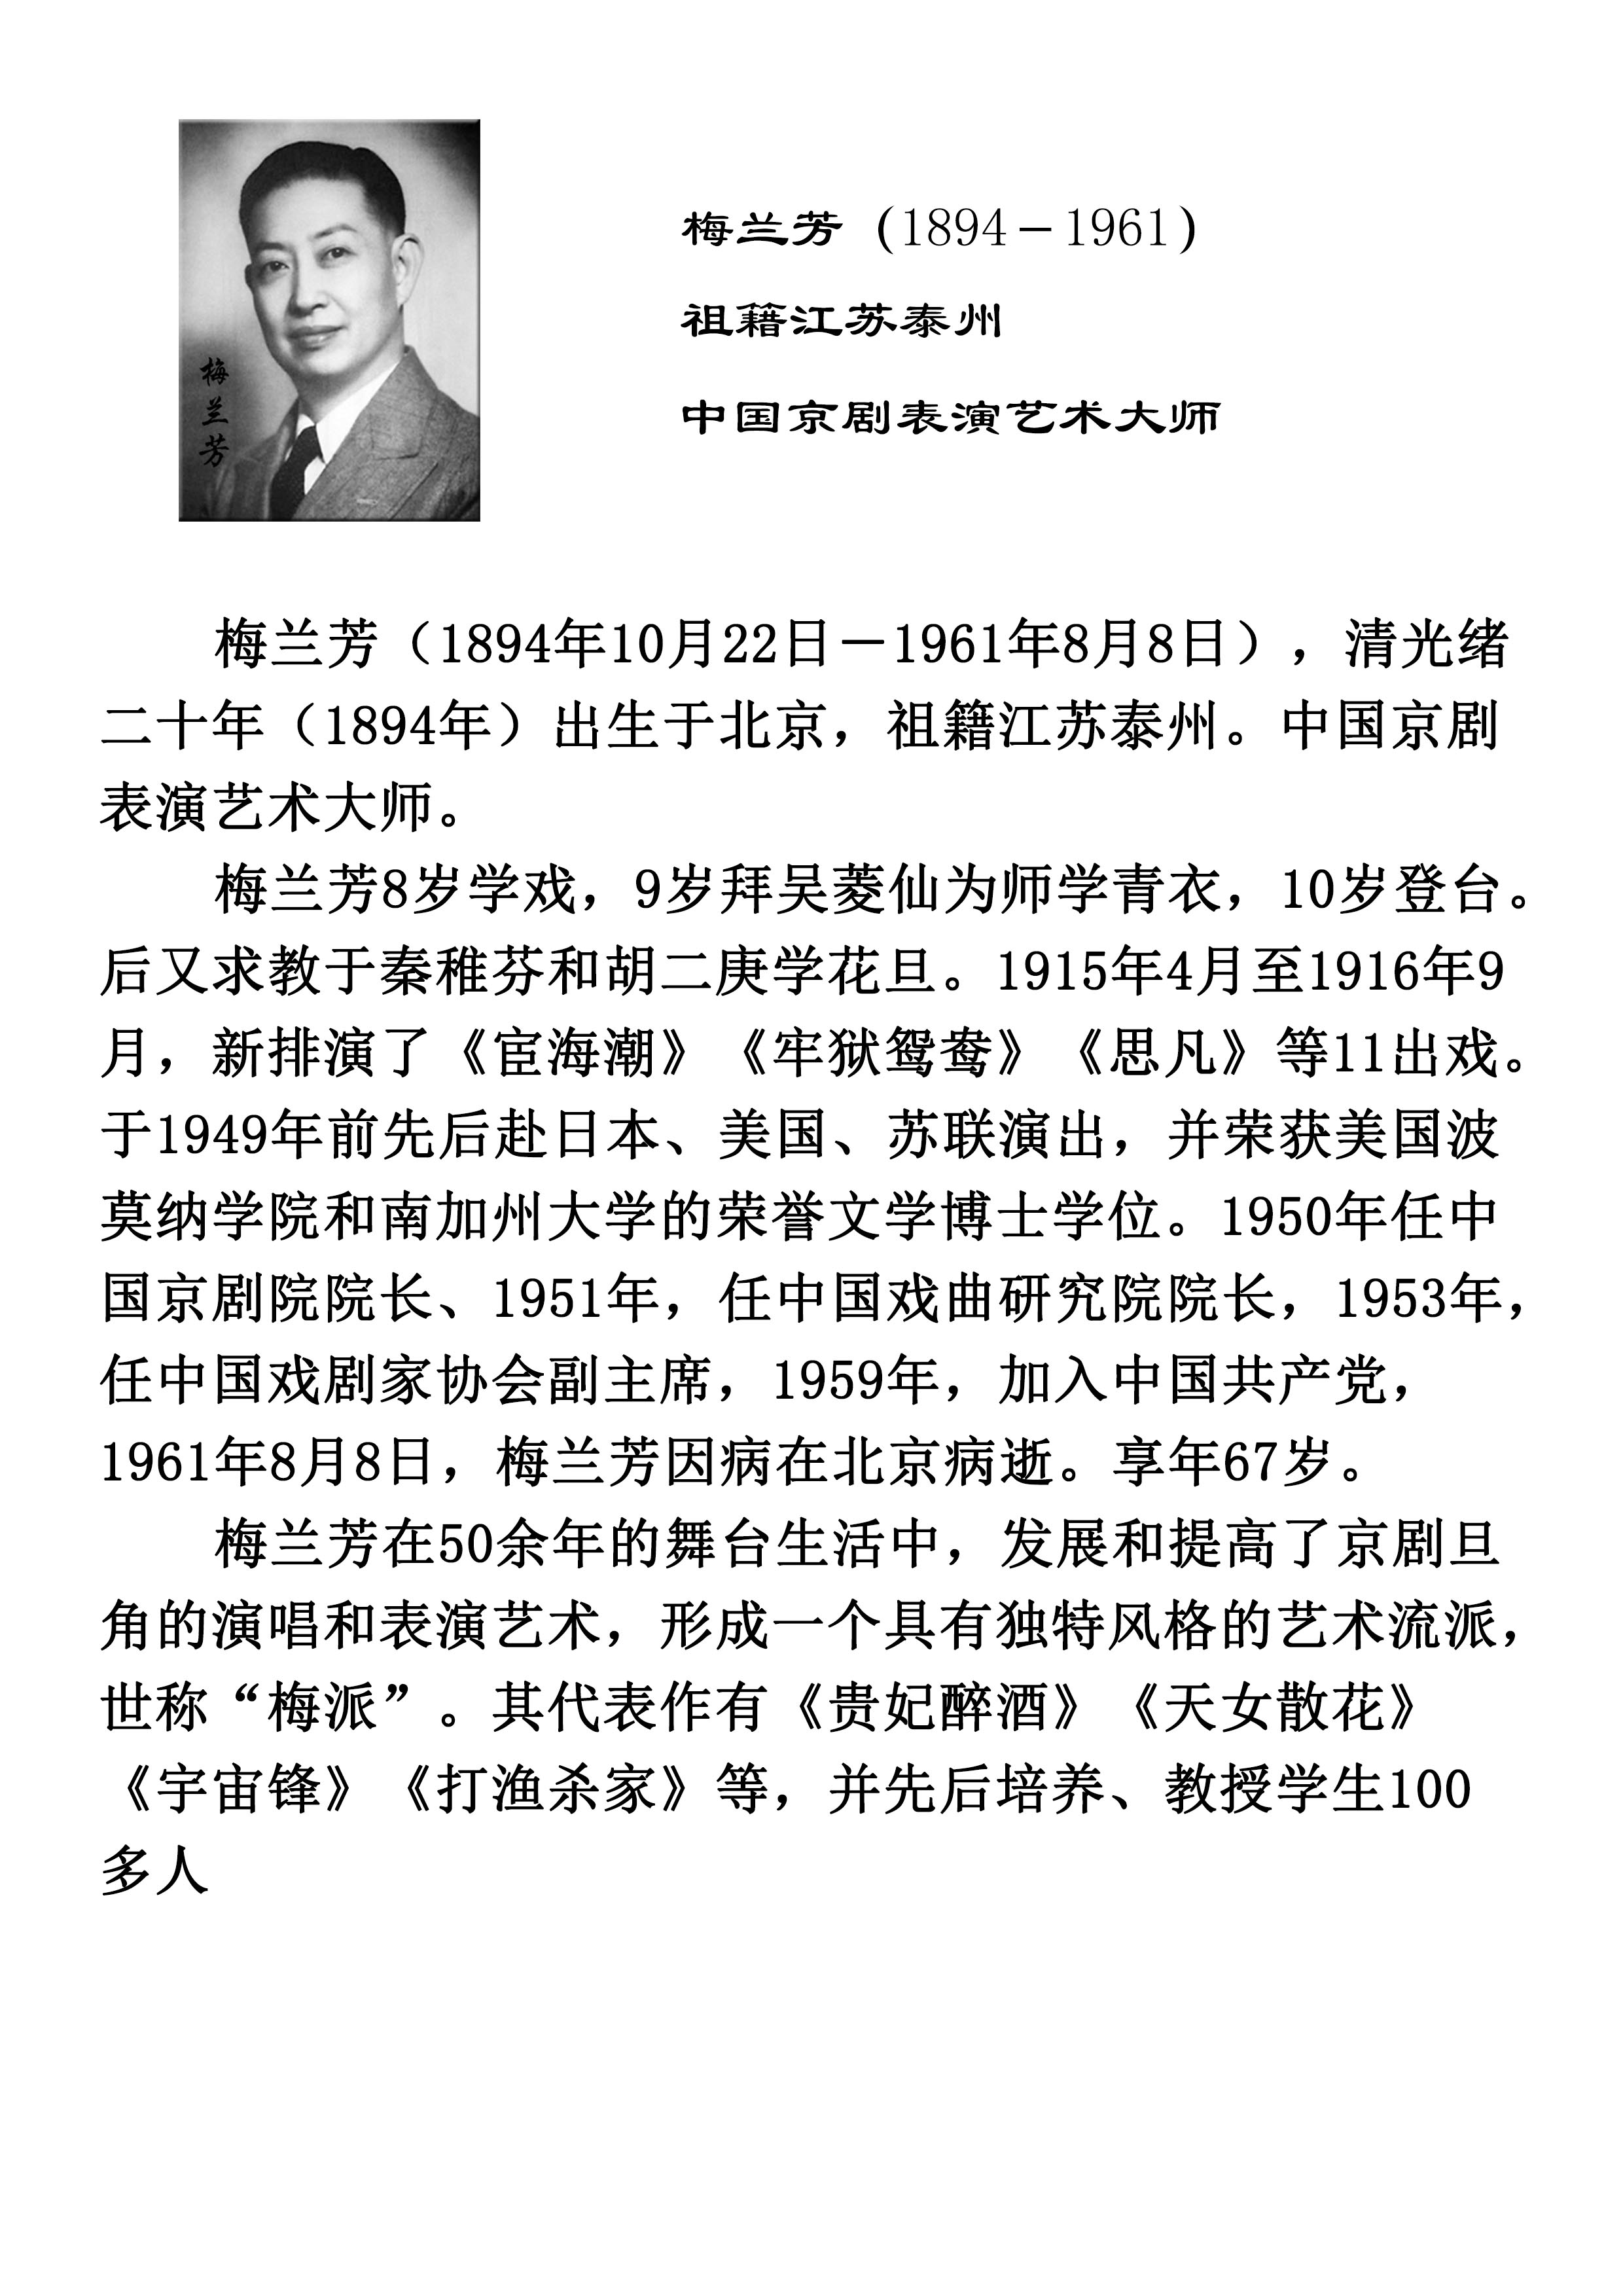 梅兰芳
梅兰芳（1894－1961）
祖籍江苏泰州
中国京剧表演艺术大师
梅兰芳（1894年10月22日－1961年8月8日），清光绪
二十年（1894年）出生于北京，祖籍江苏泰州。中国京剧
表演艺术大师。
梅兰芳8岁学戏，9岁拜吴菱仙为师学青衣，10岁登台。
后又求教于秦稚芬和胡二庚学花旦。1915年4月至1916年9
月，新排演了《宦海潮》《牢狱鸳鸯》《思凡》等11出戏。
于1949年前先后赴日本、美国、苏联演出，并荣获美国波
莫纳学院和南加州大学的荣誉文学博士学位。1950年任中
国京剧院院长、1951年，任中国戏曲研究院院长，1953年，
任中国戏剧家协会副主席，1959年，加入中国共产党，
1961年8月8日，梅兰芳因病在北京病逝。享年67岁。
梅兰芳在50余年的舞台生活中，发展和提高了京剧旦
角的演唱和表演艺术，形成一个具有独特风格的艺术流派，
世称“梅派”。其代表作有《贵妃醉酒》《天女散花》
《宇宙锋》《打渔杀家》等，并先后培养、教授学生100
多人